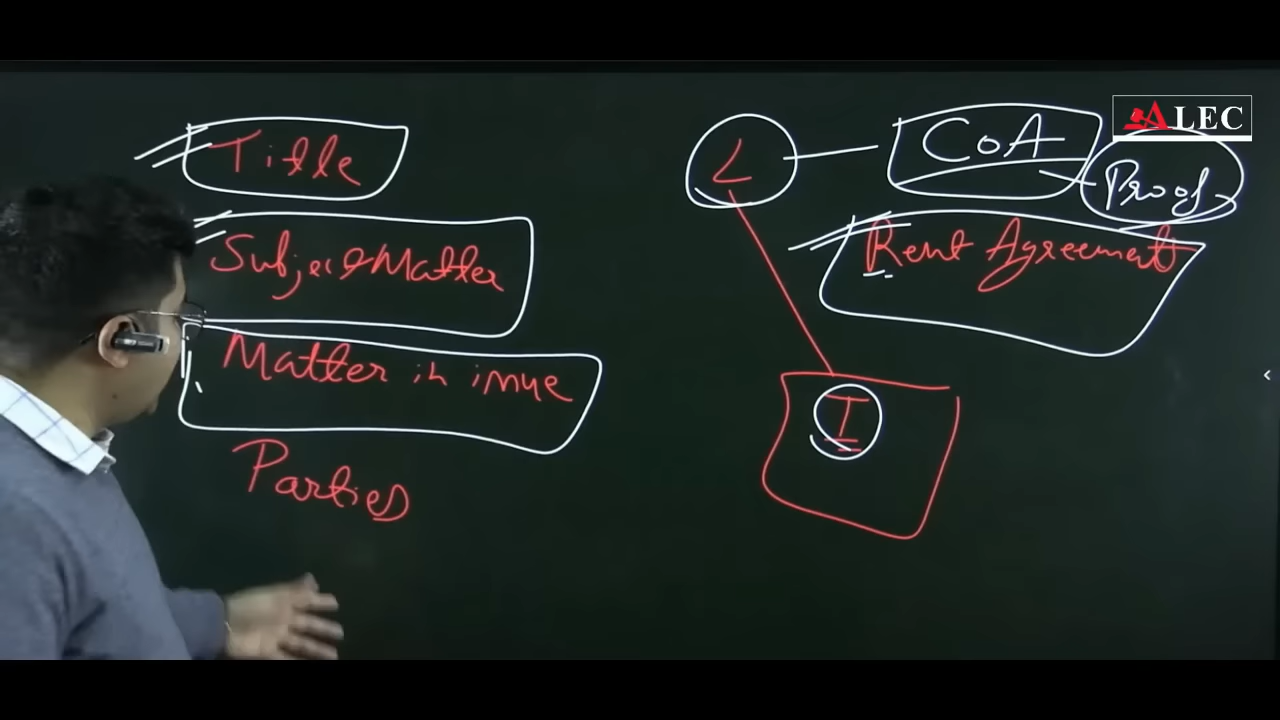 Title
Subject Matter
Matter in issue
Parties
L
CoA
Proof
Rent Agreement
I
ALEC